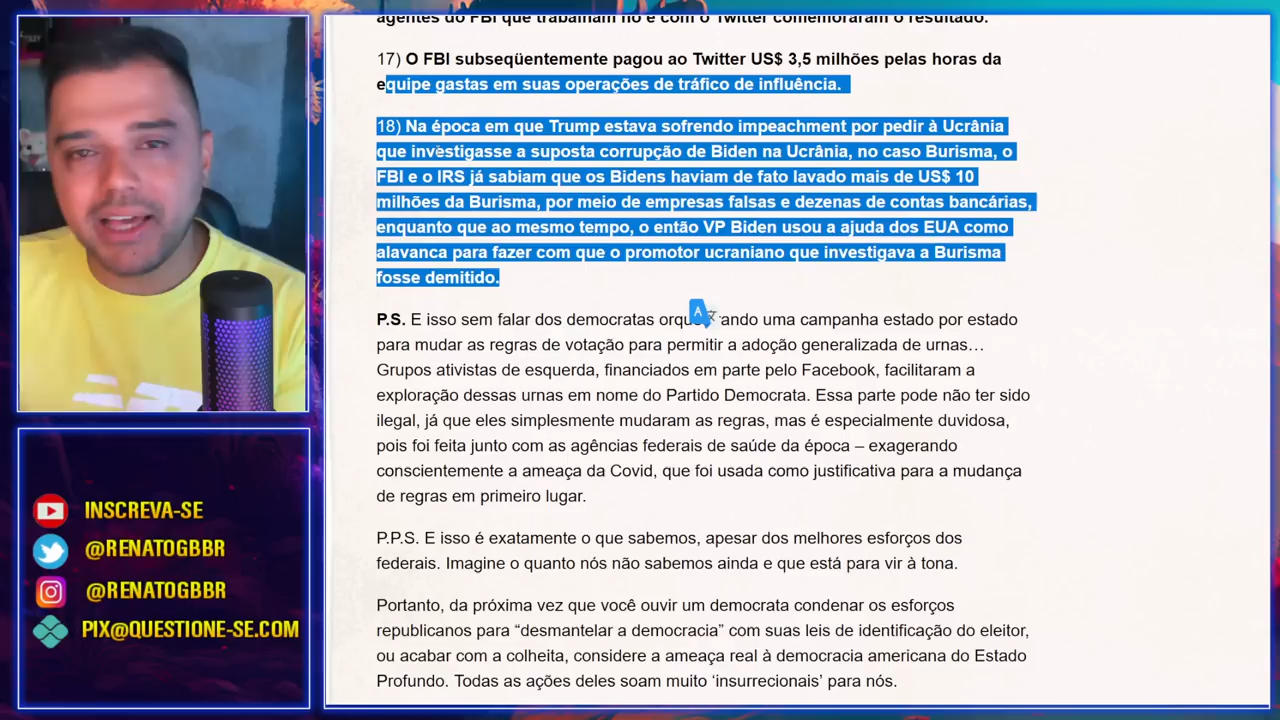 agentes do FBI que trabalham no e com o Twitter comemoraram o resultado.
17) O FBI subseqüentemente pagou ao Twitter US$ 3,5 milhões pelas horas da
equipe gastas em suas operações de tráfico de influência.
18) Na época em que Trump estava sofrendo impeachment por pedir à Ucrânia
que investigasse a suposta corrupção de Biden na Ucrânia, no caso Burisma, o
FBI e o IRS já sabiam que os Bidens haviam de fato lavado mais de US$ 10
milhões da Burisma, por meio de empresas falsas e dezenas de contas bancárias,
enquanto que ao mesmo tempo, o então VP Biden usou a ajuda dos EUA como
alavanca para fazer com que o promotor ucraniano que investigava a Burisma
fosse demitido.
P.S. E isso sem falar dos democratas uma campanha estado por estado
para mudar as regras de votação para permitir a adoção generalizada de urnas…
Grupos ativistas de esquerda, financiados em parte pelo Facebook, facilitaram a
exploração dessas urnas em nome do Partido Democrata. Essa parte pode não ter sido
ilegal, já que eles simplesmente mudaram as regras, mas é especialmente duvidosa,
pois foi feita junto com as agências federais de saúde da época – exagerando
conscientemente a ameaça da Covid, que foi usada como justificativa para a mudança
de regras em primeiro lugar.
P.P.S. E isso é exatamente o que sabemos, apesar dos melhores esforços dos
federais. Imagine o quanto nós não sabemos ainda e que está para vir à tona.
Portanto, da próxima vez que você ouvir um democrata condenar os esforços
republicanos para “desmantelar a democracia” com suas leis de identificação do eleitor,
ou acabar com a colheita, considere a ameaça real à democracia americana do Estado
Profundo. Todas as ações deles soam muito ‘insurrecionais’ para nós.
INSCREVA-SE
@RENATOGBBR
@RENATOGBBR
PIX@QUESTIONE-SE.COM